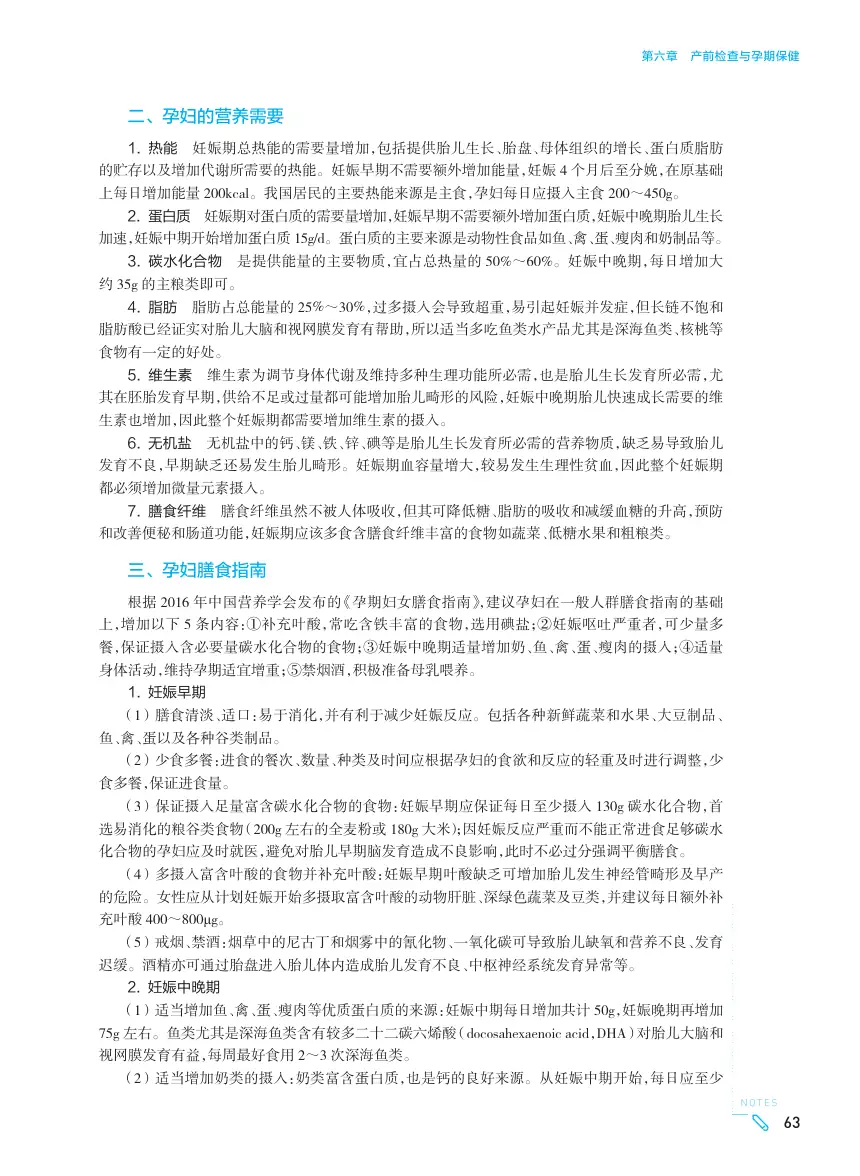 第六章 产前检查与孕期保健
二、孕妇的营养需要
1. 热能 妊娠期总热能的需要量增加,包括提供胎儿生长、胎盘、母体组织的增长、蛋白质脂肪
的贮存以及增加代谢所需要的热能。妊娠早期不需要额外增加能量,妊娠 4 个月后至分娩,在原基础
上每日增加能量 200kcal。我国居民的主要热能来源是主食,孕妇每日应摄入主食 200~450g。
2. 蛋白质 妊娠期对蛋白质的需要量增加,妊娠早期不需要额外增加蛋白质,妊娠中晚期胎儿生长
加速,妊娠中期开始增加蛋白质 15g/d。蛋白质的主要来源是动物性食品如鱼、禽、蛋、瘦肉和奶制品等。
3. 碳水化合物 是提供能量的主要物质,宜占总热量的 50%~60%。妊娠中晚期,每日增加大
约 35g 的主粮类即可。
4. 脂肪 脂肪占总能量的 25%~30%,过多摄入会导致超重,易引起妊娠并发症,但长链不饱和
脂肪酸已经证实对胎儿大脑和视网膜发育有帮助,所以适当多吃鱼类水产品尤其是深海鱼类、核桃等
食物有一定的好处。
5. 维生素 维生素为调节身体代谢及维持多种生理功能所必需,也是胎儿生长发育所必需,尤
其在胚胎发育早期,供给不足或过量都可能增加胎儿畸形的风险,妊娠中晚期胎儿快速成长需要的维
生素也增加,因此整个妊娠期都需要增加维生素的摄入。
6. 无机盐 无机盐中的钙、镁、铁、锌、碘等是胎儿生长发育所必需的营养物质,缺乏易导致胎儿
发育不良,早期缺乏还易发生胎儿畸形。妊娠期血容量增大,较易发生生理性贫血,因此整个妊娠期
都必须增加微量元素摄入。
7. 膳食纤维 膳食纤维虽然不被人体吸收,但其可降低糖、脂肪的吸收和减缓血糖的升高,预防
和改善便秘和肠道功能,妊娠期应该多食含膳食纤维丰富的食物如蔬菜、低糖水果和粗粮类。
三、孕妇膳食指南
根据 2016 年中国营养学会发布的《孕期妇女膳食指南》,建议孕妇在一般人群膳食指南的基础
上,增加以下 5 条内容:①补充叶酸,常吃含铁丰富的食物,选用碘盐;②妊娠呕吐严重者,可少量多
餐,保证摄入含必要量碳水化合物的食物;③妊娠中晚期适量增加奶、鱼、禽、蛋、瘦肉的摄入;④适量
身体活动,维持孕期适宜增重;⑤禁烟酒,积极准备母乳喂养。
1. 妊娠早期
(1)膳食清淡、适口:易于消化,并有利于减少妊娠反应。包括各种新鲜蔬菜和水果、大豆制品、
鱼、禽、蛋以及各种谷类制品。
(2)少食多餐:进食的餐次、数量、种类及时间应根据孕妇的食欲和反应的轻重及时进行调整,少
食多餐,保证进食量。
(3)保证摄入足量富含碳水化合物的食物:妊娠早期应保证每日至少摄入 130g 碳水化合物,首
选易消化的粮谷类食物(200g 左右的全麦粉或 180g 大米);因妊娠反应严重而不能正常进食足够碳水
化合物的孕妇应及时就医,避免对胎儿早期脑发育造成不良影响,此时不必过分强调平衡膳食。
(4)多摄入富含叶酸的食物并补充叶酸:妊娠早期叶酸缺乏可增加胎儿发生神经管畸形及早产
的危险。女性应从计划妊娠开始多摄取富含叶酸的动物肝脏、深绿色蔬菜及豆类,并建议每日额外补
充叶酸 400~800μg。
(5)戒烟、禁酒:烟草中的尼古丁和烟雾中的氰化物、一氧化碳可导致胎儿缺氧和营养不良、发育
迟缓。酒精亦可通过胎盘进入胎儿体内造成胎儿发育不良、中枢神经系统发育异常等。
2. 妊娠中晚期
(1)适当增加鱼、禽、蛋、瘦肉等优质蛋白质的来源:妊娠中期每日增加共计 50g,妊娠晚期再增加
75g 左右。鱼类尤其是深海鱼类含有较多二十二碳六烯酸(docosahexaenoic acid,DHA)对胎儿大脑和
视网膜发育有益,每周最好食用 2~3 次深海鱼类。
(2)适当增加奶类的摄入:奶类富含蛋白质,也是钙的良好来源。从妊娠中期开始,每日应至少
NOTES
63